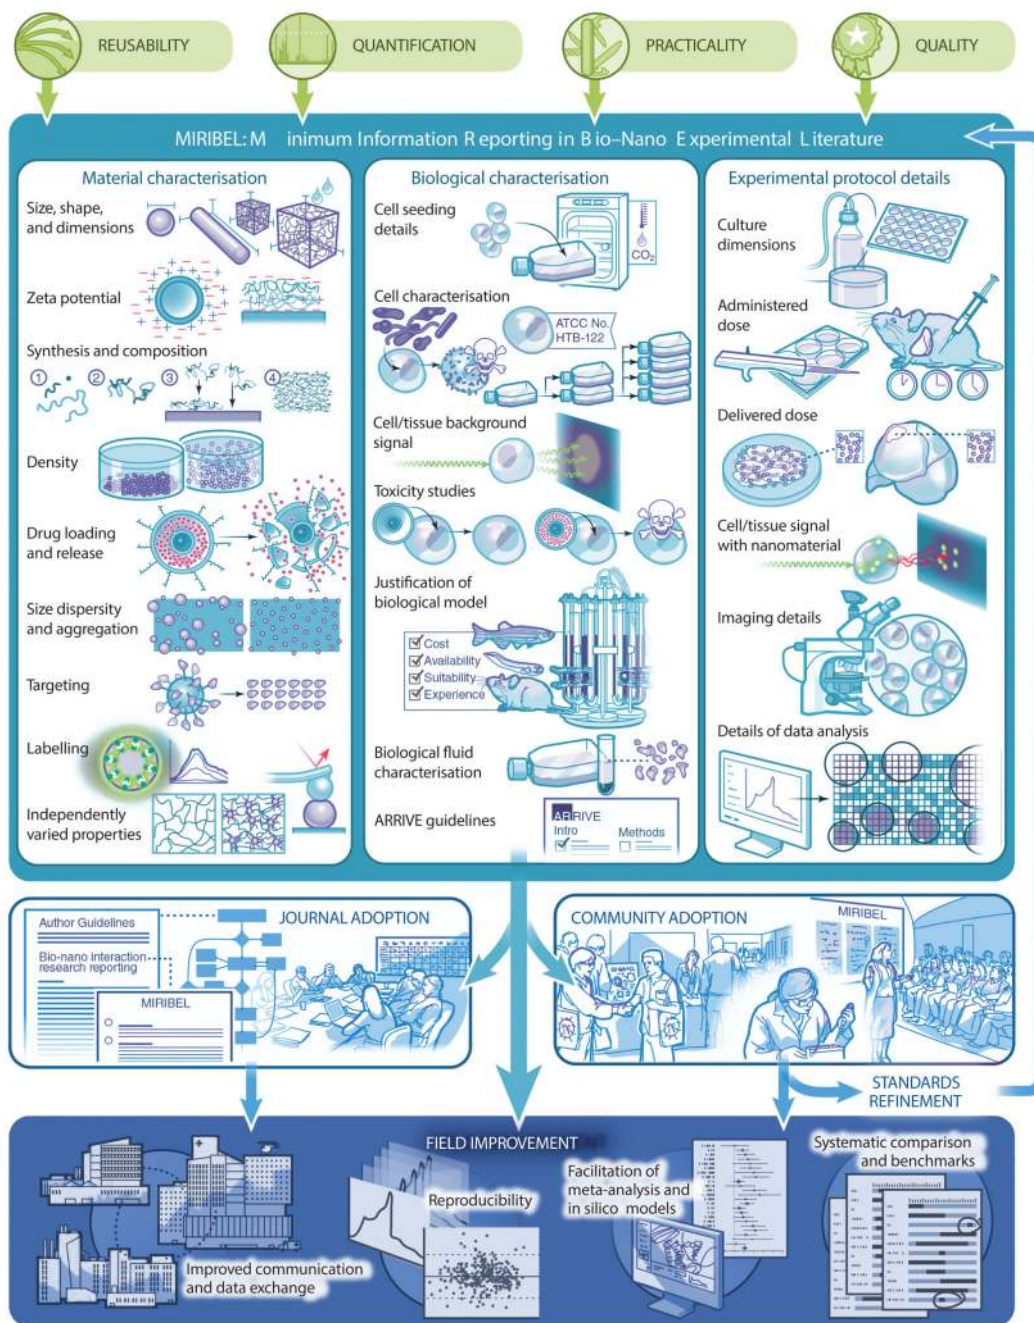 REUSABILITY
QUANTIFICATION
PRACTICALITY
QUALITY
MIRIBEL: M inimum Information R eporting in B io–Nano E xperimental L iterature
Material characterisation
Size, shape,
and dimensions
Zeta potential
Synthesis and composition
1
2
3
4
Density
Drug loading
and release
Size dispersity
and aggregation
Targeting
Labelling
Independently
varied properties
Biological characterisation
Cell seeding
details
CO2
Cell characterisation
ATCC No.
HTB-122
Cell/tissue background
signal
Toxicity studies
Justification of
biological model
Cost
Availability
Suitability
Experience
Biological fluid
characterisation
ARRIVE guidelines
ARRIVE
Intro
Methods
Experimental protocol details
Culture
dimensions
Administered
dose
Delivered dose
Cell/tissue signal
with nanomaterial
Imaging details
Details of data analysis
JOURNAL ADOPTION
Author Guidelines
Bio-nano interaction
research reporting
MIRIBEL
COMMUNITY ADOPTION
MIRIBEL
STANDARDS
REFINEMENT
FIELD IMPROVEMENT
Improved communication
and data exchange
Reproducibility
Facilitation of
meta-analysis and
in silico models
Systematic comparison
and benchmarks